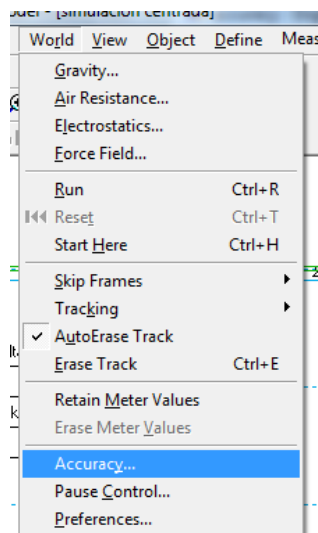 [simulacion centrada]
World View Object Define Meas
Gravity...
Air Resistance...
Electrostatics...
Force Field...
Run Ctrl+R
Reset Ctrl+T
Start Here Ctrl+H
Skip Frames
Tracking
AutoErase Track
Erase Track Ctrl+E
Retain Meter Values
Erase Meter Values
Accuracy...
Pause Control...
Preferences...